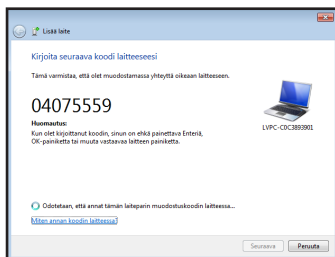 Lisää laite
Kirjoita seuraava koodi laitteeseesi
Tämä varmistaa, että olet muodostamassa yhteyttä oikeaan laitteeseen.
04075559
Huomautus:
Kun olet kirjoittanut koodin, sinun on ehkä painettava Enteriä,
OK-painiketta tai muuta vastaavaa laitteen painiketta.
LVPC-C0C3893901
Odotetaan, että annat tämän laiteparin muodostuskoodin laitteessa...
Miten annan koodin laitteessa?
Seuraava
Peruuta